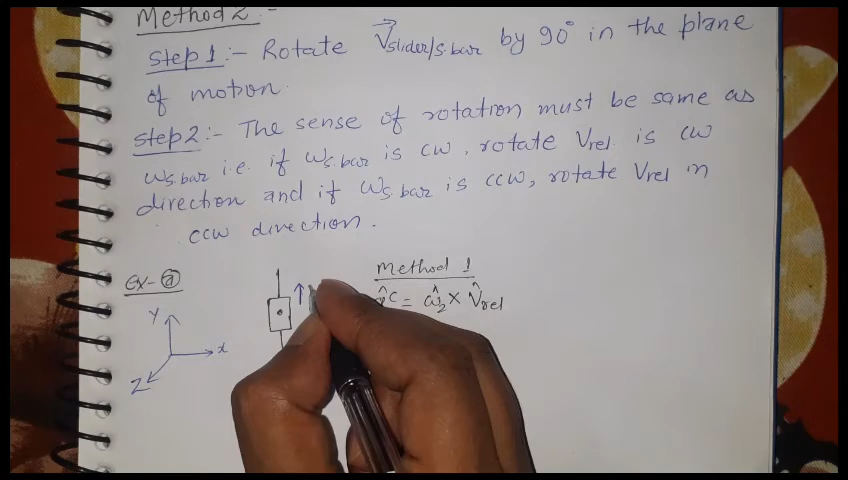 Method 2 :-
Step 1 :- Rotate V⃗slider/s.bar by 90° in the plane
of motion.
Step 2 :- The sense of rotation must be same as
ωs.bar i.e. if ωs.bar is CW, rotate Vrel is CW
direction and if ωs.bar is CCW, rotate Vrel in
CCW direction.
Ex- ⓐ
Method 1
c = ω̂2 × V̂rel
Y
x
Z